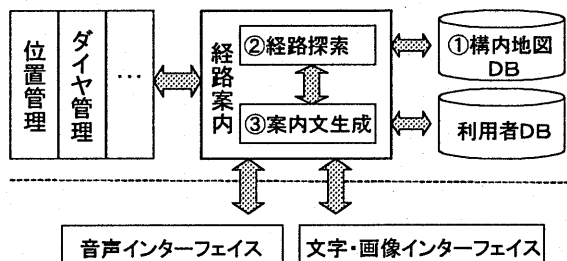 位置管理
ダイヤ管理
…
経路案内
②経路探索
③案内文生成
①構内地図
DB
利用者DB
音声インターフェイス
文字・画像インターフェイス